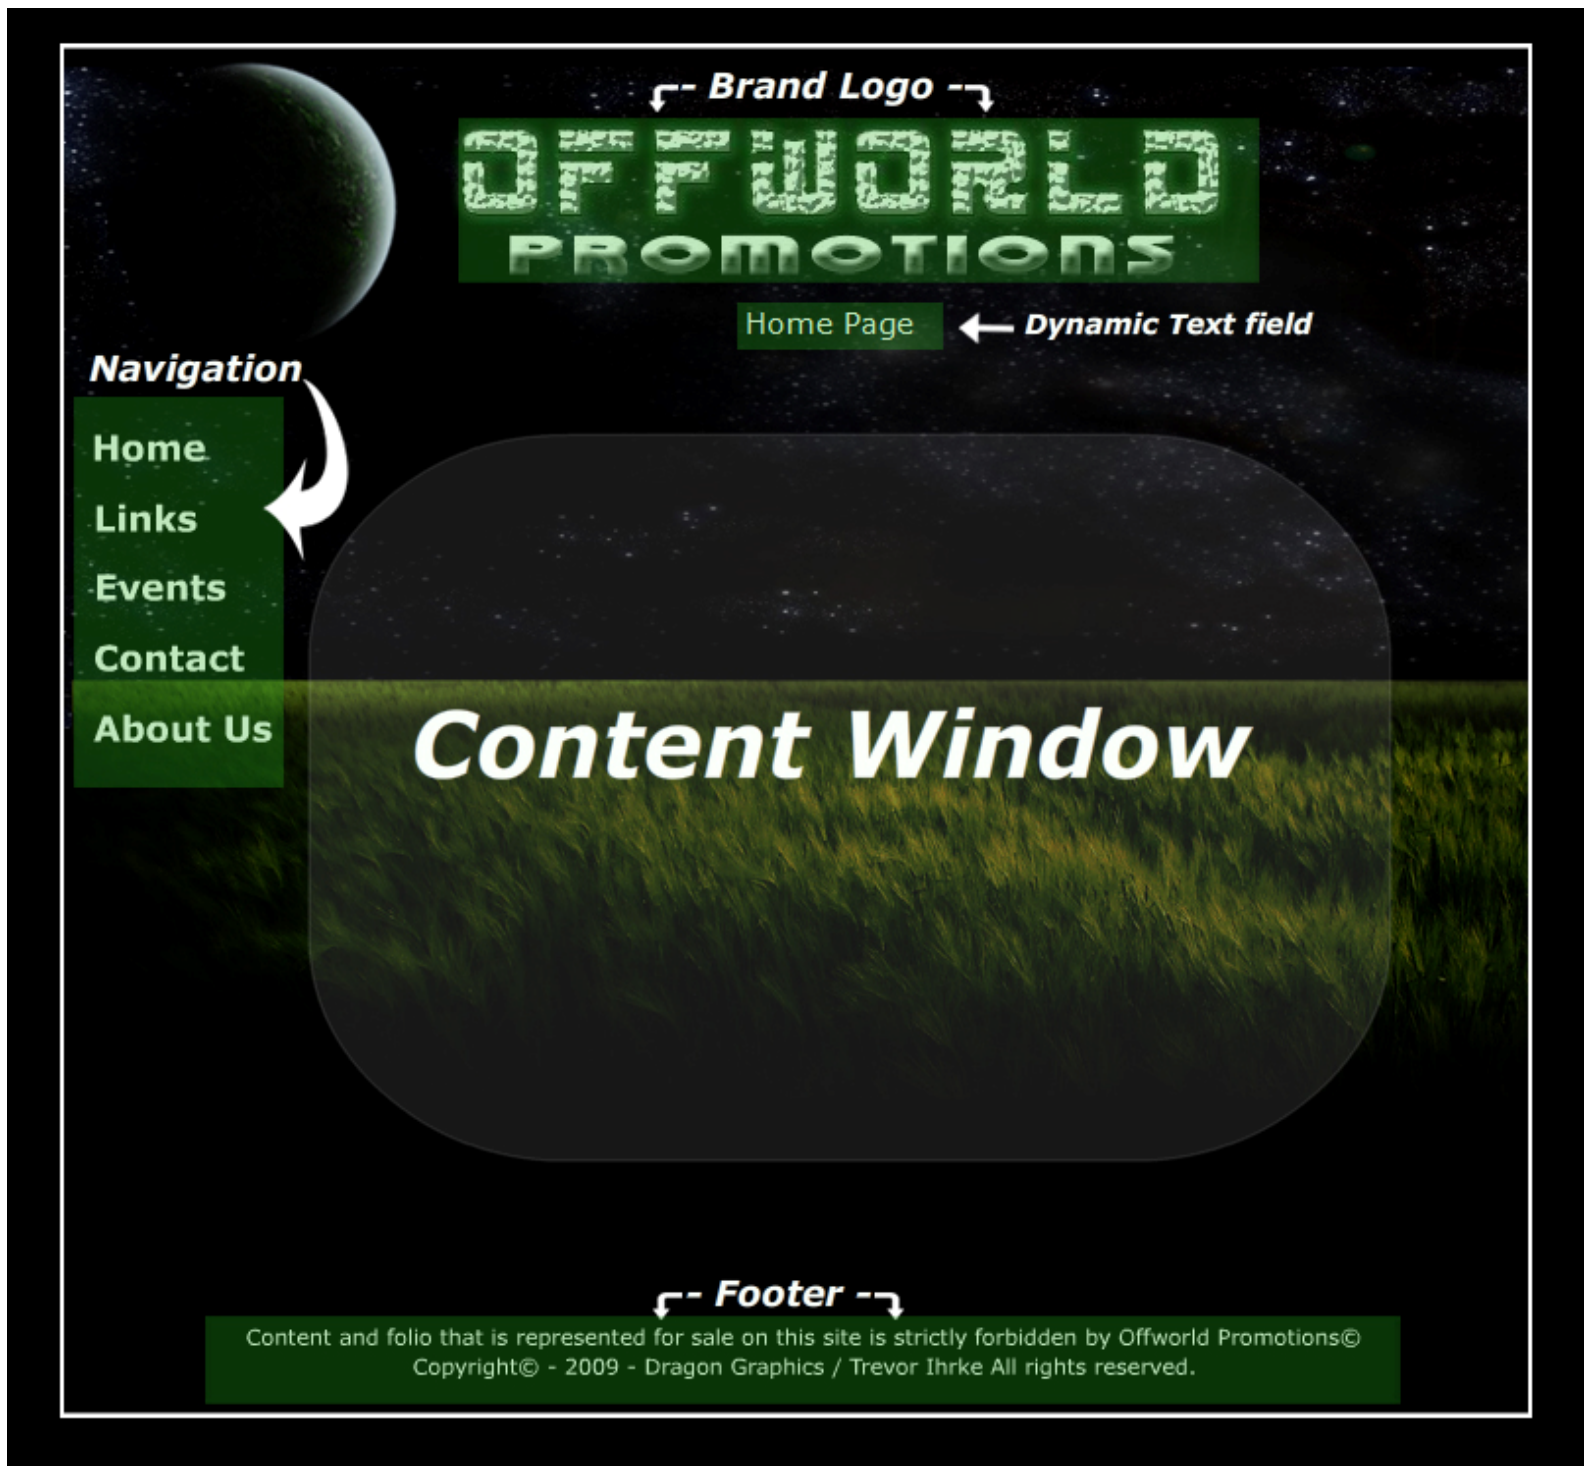 - Brand Logo -
OFFWORLD
PROMOTIONS
Home Page
Dynamic Text field
Navigation
Home
Links
Events
Contact
About Us
Content Window
- Footer -
Content and folio that is represented for sale on this site is strictly forbidden by Offworld Promotions©
Copyright© - 2009 - Dragon Graphics / Trevor Ihrke All rights reserved.